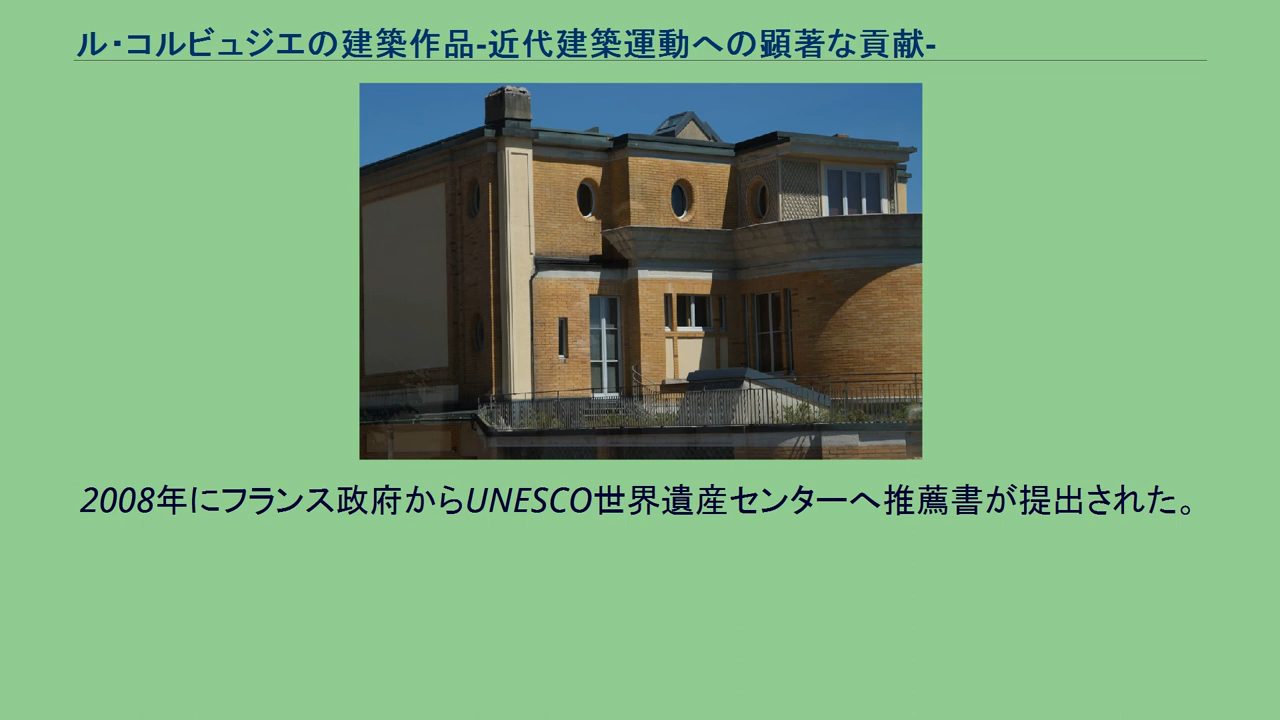 ル・コルビュジエの建築作品-近代建築運動への顕著な貢献-
2008年にフランス政府からUNESCO世界遺産センターへ推薦書が提出された。